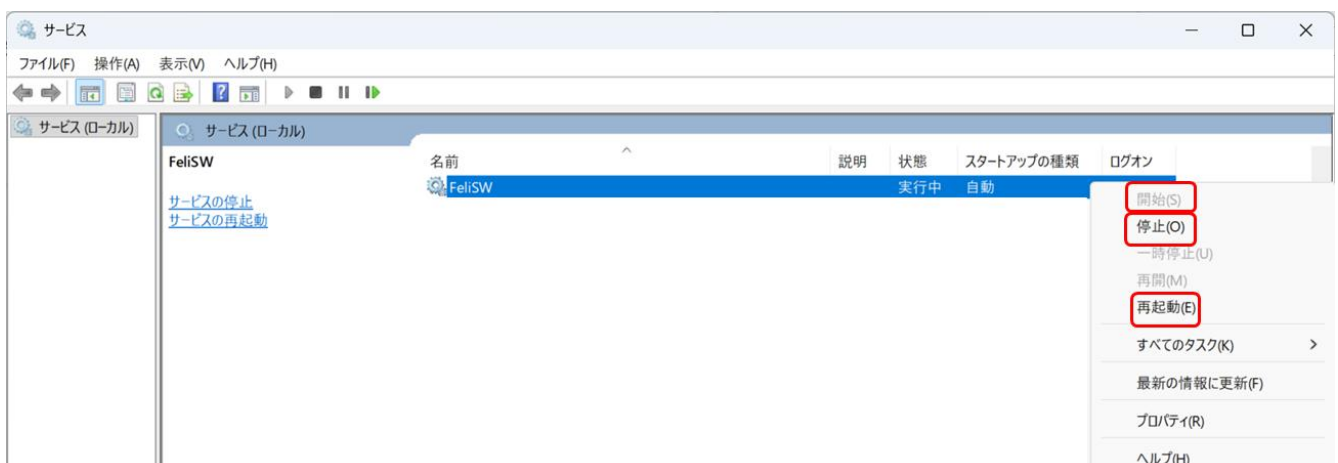 サービス
ファイル(F) 操作(A) 表示(V) ヘルプ(H)
サービス (ローカル)
サービス (ローカル)
FeliSW
サービスの停止
サービスの再起動
名前 説明 状態 スタートアップの種類 ログオン
FeliSW 実行中 自動
開始(S)
停止(O)
一時停止(U)
再開(M)
再起動(E)
すべてのタスク(K)
最新の情報に更新(F)
プロパティ(R)
ヘルプ(H)